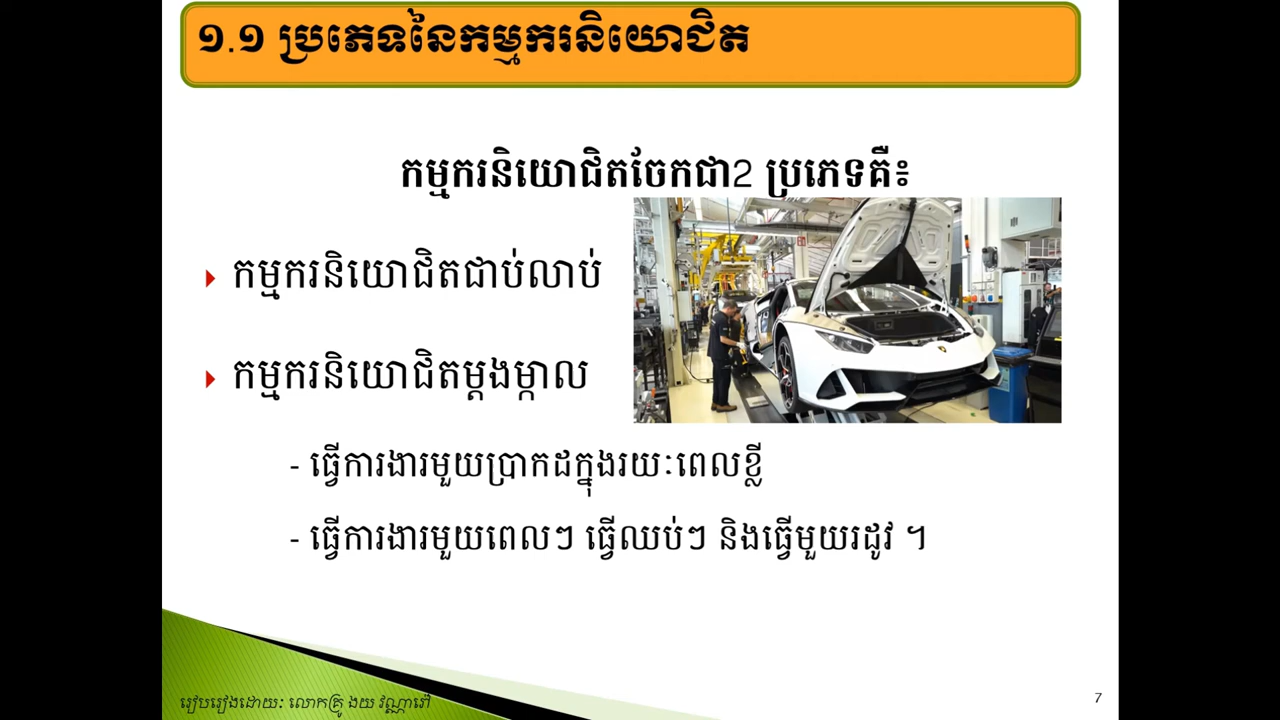 ១.១ ប្រភេទនៃកម្មករនិយោជិត
កម្មករនិយោជិតចែកជា2 ប្រភេទគឺ៖
កម្មករនិយោជិតជាប់លាប់
កម្មករនិយោជិតម្តងម្កាល
- ធ្វើការងារមួយប្រាកដក្នុងរយៈពេលខ្លី
- ធ្វើការងារមួយពេលៗ ធ្វើឈប់ៗ និងធ្វើមួយរដូវ ។
រៀបរៀងដោយៈ លោកគ្រូ ងយ វណ្ណារ៉ៅ
7